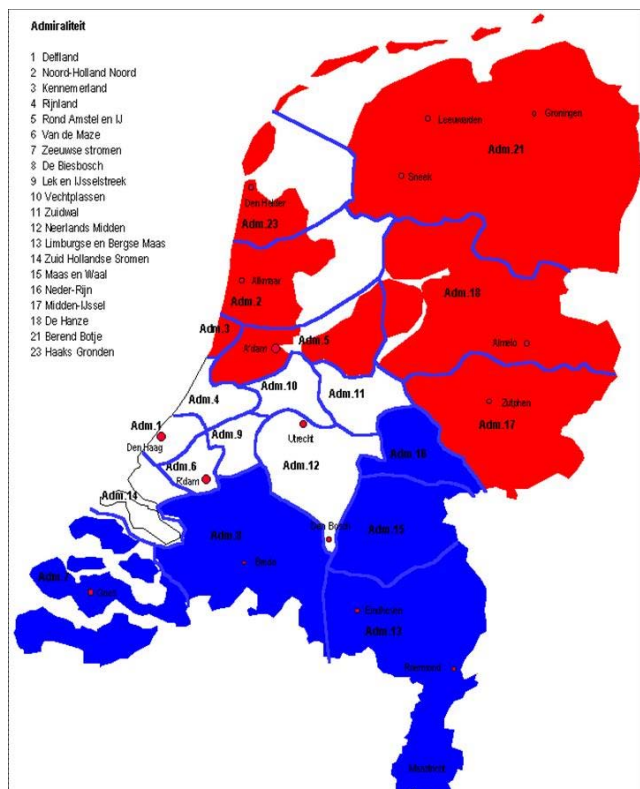 Admiraliteit
1 Delfland
2 Noord-Holland Noord
3 Kennemerland
4 Rijnland
5 Rond Amstel en IJ
6 Van de Maze
7 Zeeuwse stromen
8 De Biesbosch
9 Lek en IJsselstreek
10 Vechtplassen
11 Zuidwal
12 Neerlands Midden
13 Limburgse en Bergse Maas
14 Zuid Hollandse Sromen
15 Maas en Waal
16 Neder-Rijn
17 Midden-IJssel
18 De Hanze
21 Berend Botje
23 Haaks Gronden
Leeuwarden
Groningen
Adm.21
Sneek
Den Helder
Adm.23
Alkmaar
Adm.2
Adm.18
Adm.3
Adm.5
A'dam
Almelo
Adm.10
Adm.11
Adm.4
Zutphen
Adm.17
Adm.1
Den Haag
Adm.9
Utrecht
Adm.16
Adm.6
R'dam
Adm.12
Adm.14
Den Bosch
Adm.8
Adm.15
Breda
Adm.7
Goes
Eindhoven
Adm.13
Roermond
Maastricht